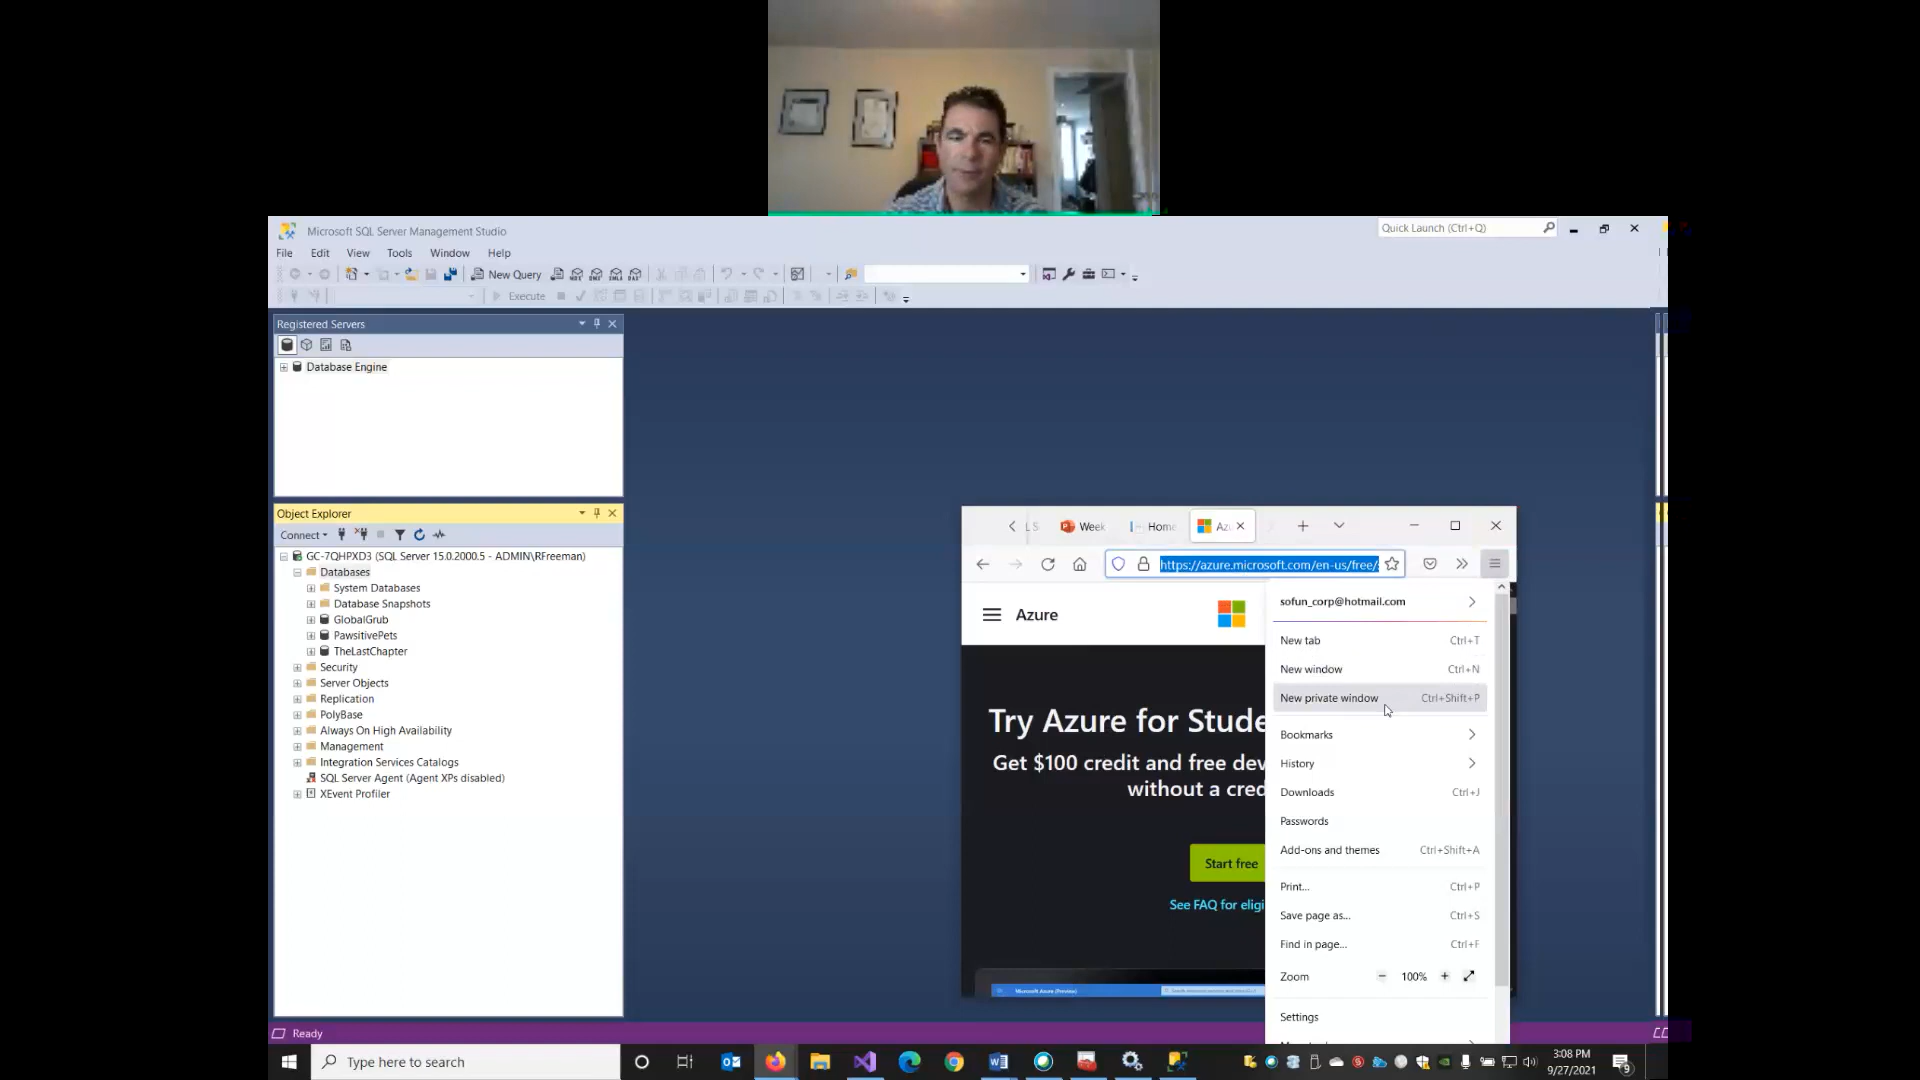 Microsoft SQL Server Management Studio
Quick Launch (Ctrl+Q)
File Edit View Tools Window Help
New Query
Execute
Registered Servers
Database Engine
Object Explorer
Connect
GC-7QHPXD3 (SQL Server 15.0.2000.5 - ADMIN\RFreeman)
Databases
System Databases
Database Snapshots
GlobalGrub
PawsitivePets
TheLastChapter
Security
Server Objects
Replication
PolyBase
Always On High Availability
Management
Integration Services Catalogs
SQL Server Agent (Agent XPs disabled)
XEvent Profiler
Week Home Az
https://azure.microsoft.com/en-us/free/
Azure
Try Azure for Stude
Get $100 credit and free dev
without a cred
Start free
See FAQ for eligi
Microsoft Azure (Preview)
sofun_corp@hotmail.com
New tab Ctrl+T
New window Ctrl+N
New private window Ctrl+Shift+P
Bookmarks
History
Downloads Ctrl+J
Passwords
Add-ons and themes Ctrl+Shift+A
Print... Ctrl+P
Save page as... Ctrl+S
Find in page... Ctrl+F
Zoom 100%
Settings
Ready
Type here to search
3:08 PM
9/27/2021
9